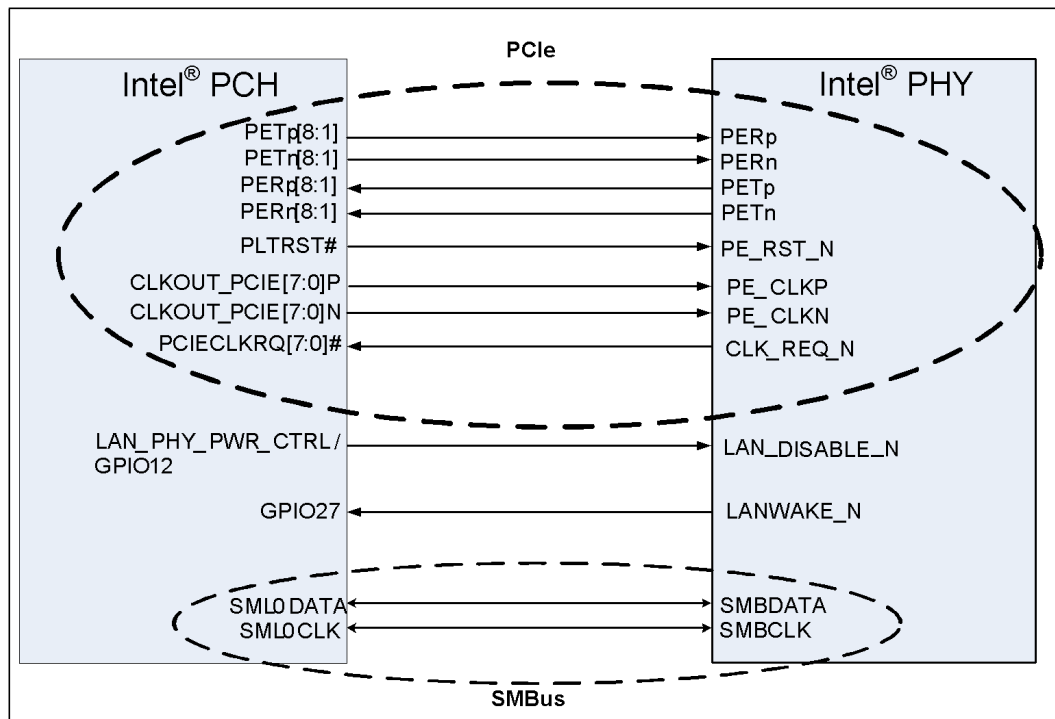 PCIe
Intel® PCH
Intel® PHY
PETp[8:1]
PERp
PETn[8:1]
PERn
PERp[8:1]
PETp
PERn[8:1]
PETn
PLTRST#
PE_RST_N
CLKOUT_PCIE[7:0]P
PE_CLKP
CLKOUT_PCIE[7:0]N
PE_CLKN
PCIECLKRQ[7:0]#
CLK_REQ_N
LAN_PHY_PWR_CTRL/
GPIO12
LAN_DISABLE_N
GPIO27
LANWAKE_N
SML0DATA
SMBDATA
SML0CLK
SMBCLK
SMBus